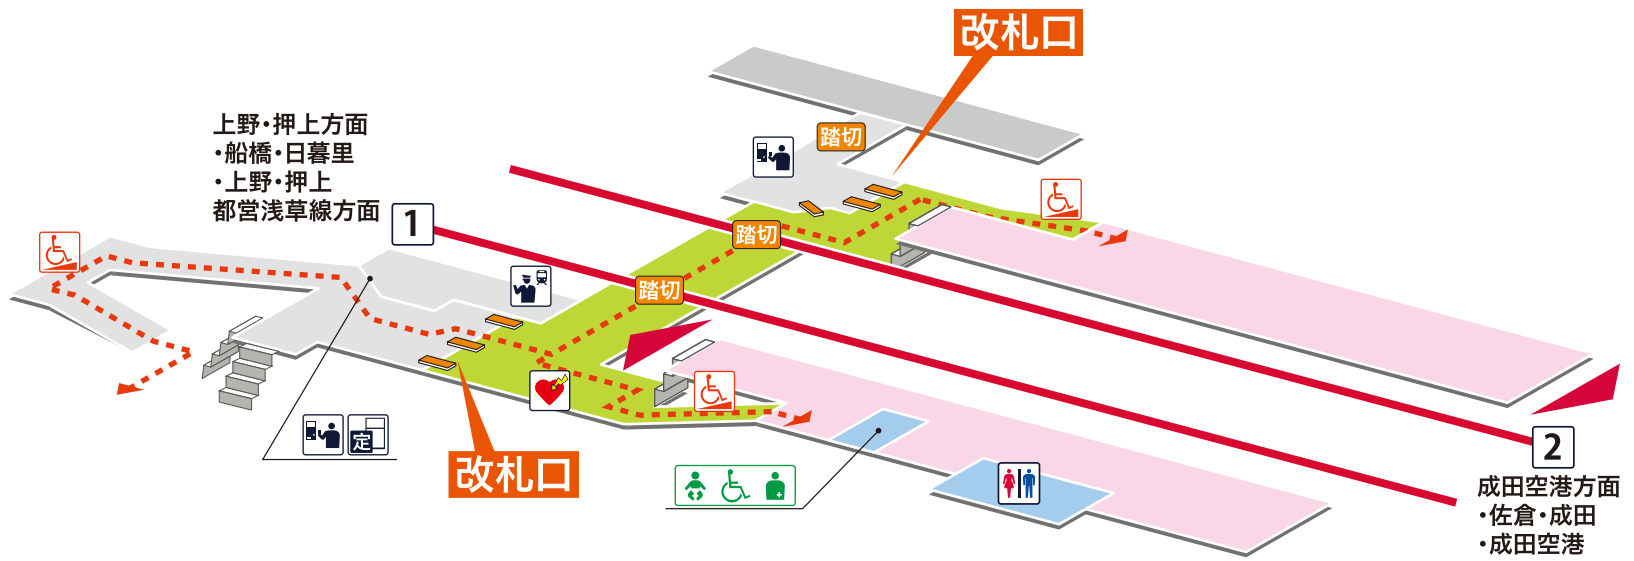 改札口
踏切
上野・押上方面
・船橋・日暮里
・上野・押上
都営浅草線方面
1
踏切
踏切
定
改札口
2
成田空港方面
・佐倉・成田
・成田空港